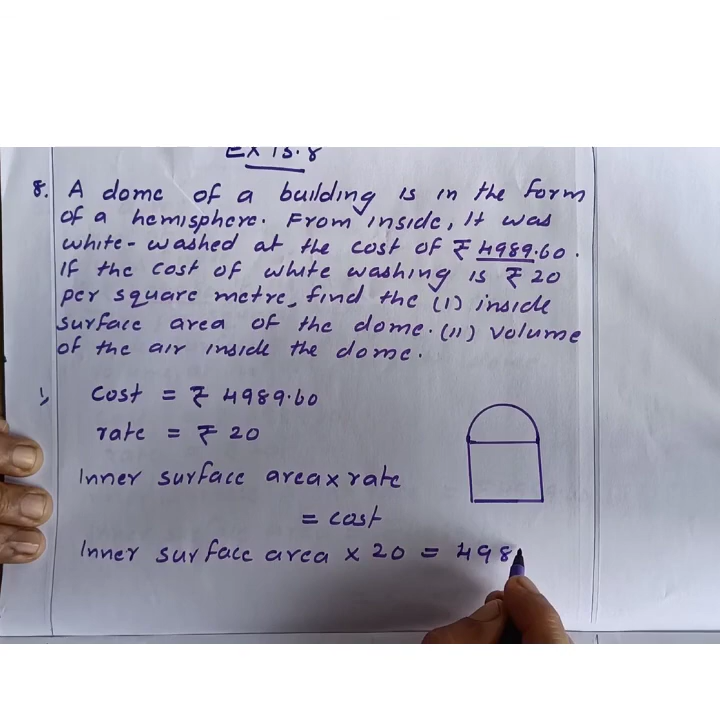 Ex 13.8
8. A dome of a building is in the form
of a hemisphere. From inside, it was
white-washed at the cost of ₹ 4989.60.
If the cost of white washing is ₹ 20
per square metre, find the (i) inside
surface area of the dome. (ii) volume
of the air inside the dome.
i, Cost = ₹ 4989.60
rate = ₹ 20
Inner surface area x rate
= cost
Inner surface area x 20 = 498